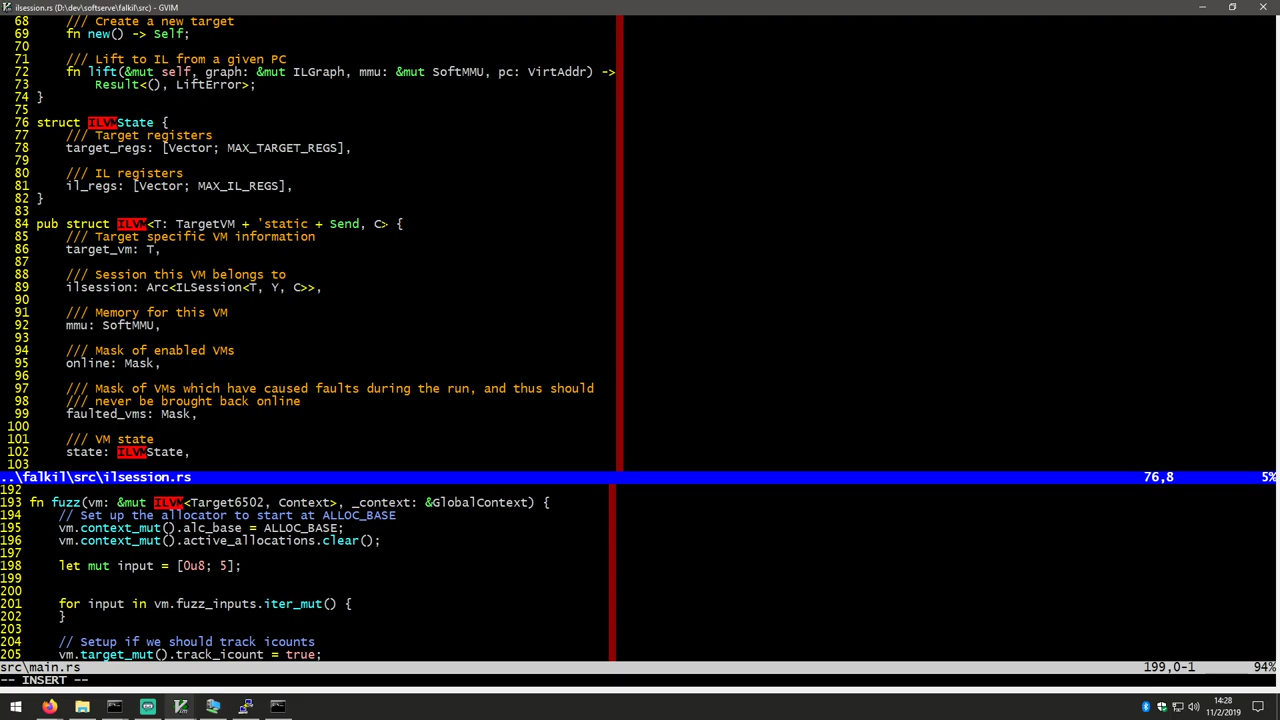 ilsession.rs (D:\dev\softserve\falkil\src) - GVIM
68     /// Create a new target
69     fn new() -> Self;
70
71     /// Lift to IL from a given PC
72     fn lift(&mut self, graph: &mut ILGraph, mmu: &mut SoftMMU, pc: VirtAddr) ->
73         Result<(), LiftError>;
74 }
75
76 struct ILVMState {
77     /// Target registers
78     target_regs: [Vector; MAX_TARGET_REGS],
79
80     /// IL registers
81     il_regs: [Vector; MAX_IL_REGS],
82 }
83
84 pub struct ILVM<T: TargetVM + 'static + Send, C> {
85     /// Target specific VM information
86     target_vm: T,
87
88     /// Session this VM belongs to
89     ilsession: Arc<ILSession<T, Y, C>>,
90
91     /// Memory for this VM
92     mmu: SoftMMU,
93
94     /// Mask of enabled VMs
95     online: Mask,
96
97     /// Mask of VMs which have caused faults during the run, and thus should
98     /// never be brought back online
99     faulted_vms: Mask,
100
101     /// VM state
102     state: ILVMState,
103
..\falkil\src\ilsession.rs 76,8 5%
192
193 fn fuzz(vm: &mut ILVM<Target6502, Context>, _context: &GlobalContext) {
194     // Set up the allocator to start at ALLOC_BASE
195     vm.context_mut().alc_base = ALLOC_BASE;
196     vm.context_mut().active_allocations.clear();
197
198     let mut input = [0u8; 5];
199
200
201     for input in vm.fuzz_inputs.iter_mut() {
202     }
203
204     // Setup if we should track icounts
205     vm.target_mut().track_icount = true;
src\main.rs 199,0-1 94%
-- INSERT --
14:28
11/2/2019